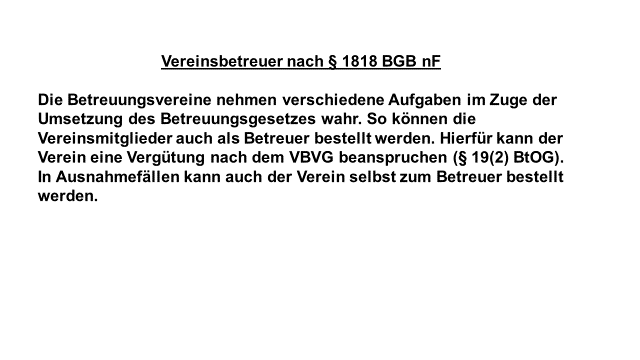 Vereinsbetreuer nach § 1818 BGB nF
Die Betreuungsvereine nehmen verschiedene Aufgaben im Zuge der
Umsetzung des Betreuungsgesetzes wahr. So können die
Vereinsmitglieder auch als Betreuer bestellt werden. Hierfür kann der
Verein eine Vergütung nach dem VBVG beanspruchen (§ 19(2) BtOG).
In Ausnahmefällen kann auch der Verein selbst zum Betreuer bestellt
werden.